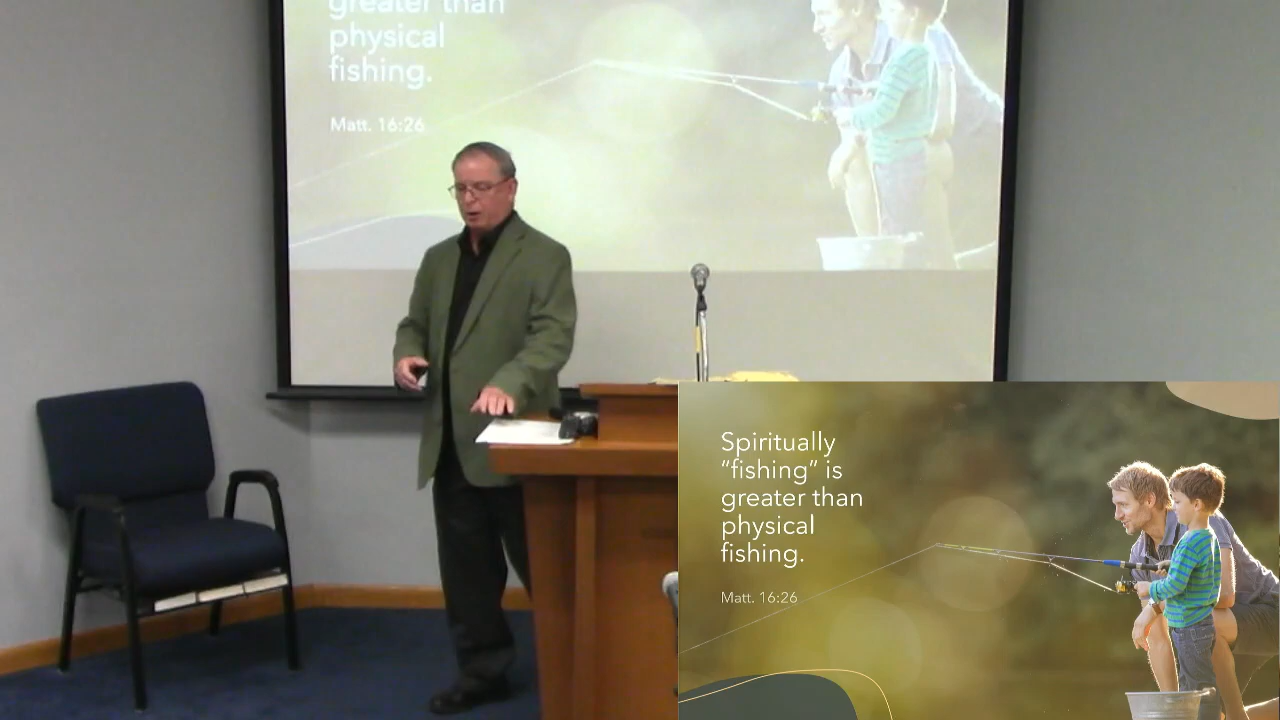 greater than
physical
fishing.
Matt. 16:26
Spiritually
“fishing” is
greater than
physical
fishing.
Matt. 16:26